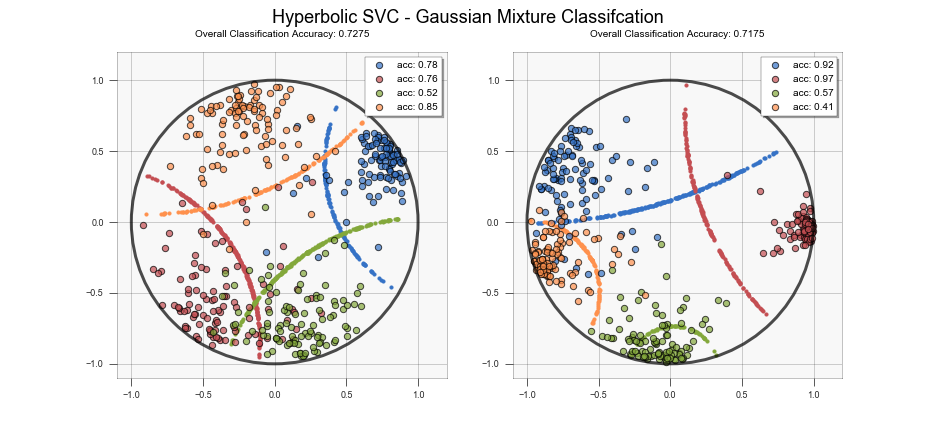 Hyperbolic SVC - Gaussian Mixture Classifcation
Overall Classification Accuracy: 0.7275
acc: 0.78
acc: 0.76
acc: 0.52
acc: 0.85
1.0
0.5
0.0
−0.5
−1.0
−1.0 −0.5 0.0 0.5 1.0
Overall Classification Accuracy: 0.7175
acc: 0.92
acc: 0.97
acc: 0.57
acc: 0.41
1.0
0.5
0.0
−0.5
−1.0
−1.0 −0.5 0.0 0.5 1.0